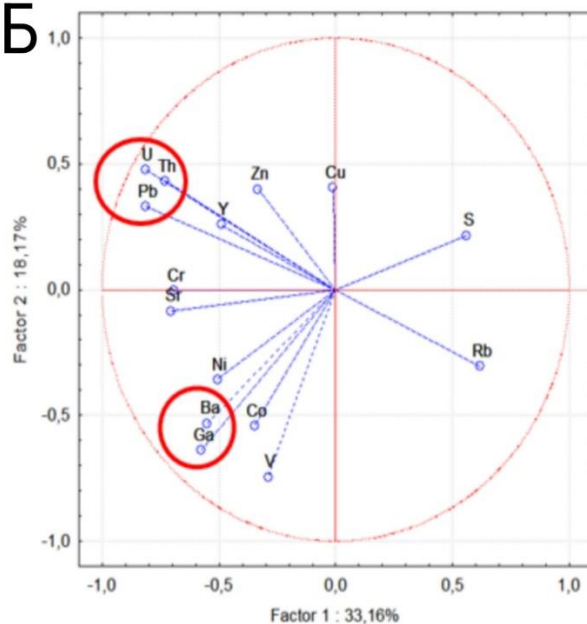 Б
1,0
U
Th
Zn
Cu
0,5
Pb
Y
S
Factor 2 : 18,17%
0,0
Cr
Sr
Rb
Ni
-0,5
Ba
Co
Ga
V
-1,0
-1,0
-0,5
0,0
0,5
1,0
Factor 1 : 33,16%